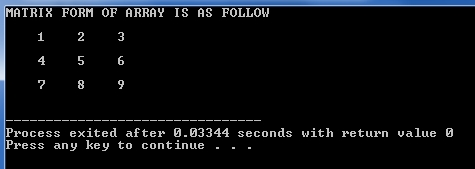 MATRIX FORM OF ARRAY IS AS FOLLOW
1 2 3
4 5 6
7 8 9
--------------------------------
Process exited after 0.03344 seconds with return value 0
Press any key to continue . . .